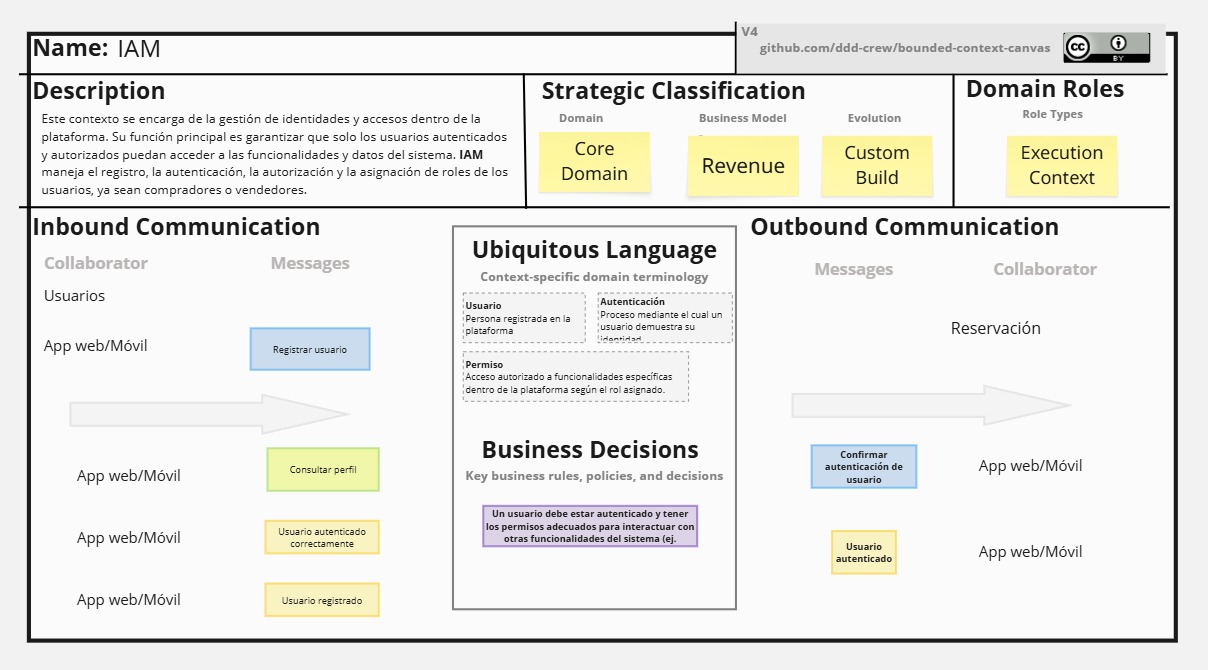 Name: IAM
V4
github.com/ddd-crew/bounded-context-canvas
cc
BY
Description
Este contexto se encarga de la gestión de identidades y accesos dentro de la
plataforma. Su función principal es garantizar que solo los usuarios autenticados
y autorizados puedan acceder a las funcionalidades y datos del sistema. IAM
maneja el registro, la autenticación, la autorización y la asignación de roles de los
usuarios, ya sean compradores o vendedores.
Strategic Classification
Domain
Core
Domain
Business Model
Revenue
Evolution
Custom
Build
Domain Roles
Role Types
Execution
Context
Inbound Communication
Collaborator
Messages
Usuarios
App web/Móvil
Registrar usuario
App web/Móvil
Consultar perfil
App web/Móvil
Usuario autenticado
correctamente
App web/Móvil
Usuario registrado
Ubiquitous Language
Context-specific domain terminology
Usuario
Persona registrada en la
plataforma
Autenticación
Proceso mediante el cual un
usuario demuestra su
identidad
Permiso
Acceso autorizado a funcionalidades específicas
dentro de la plataforma según el rol asignado.
Business Decisions
Key business rules, policies, and decisions
Un usuario debe estar autenticado y tener
los permisos adecuados para interactuar con
otras funcionalidades del sistema (ej.
Outbound Communication
Messages
Collaborator
Reservación
Confirmar
autenticación de
usuario
App web/Móvil
Usuario
autenticado
App web/Móvil